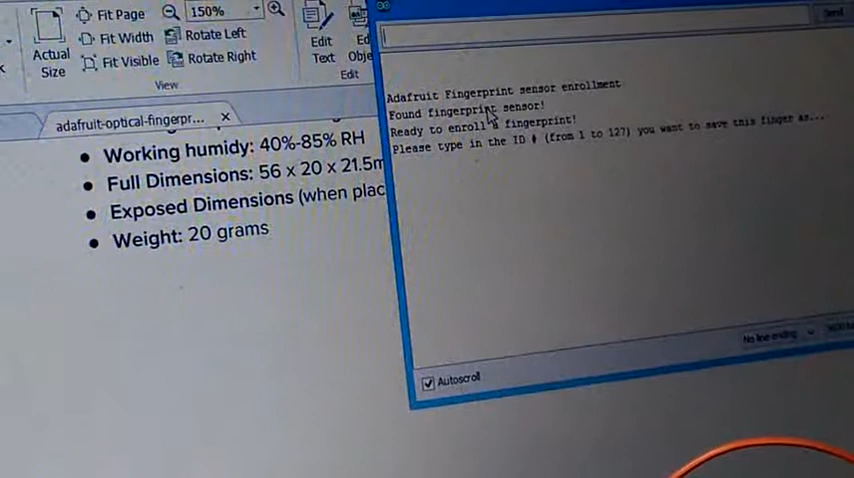 Fit Page
150%
Actual
Size
Fit Width
Rotate Left
Fit Visible
Rotate Right
View
Edit
Text
Edit
Send
adafruit-optical-fingerpr...
Working humidy: 40%-85% RH
Full Dimensions: 56 x 20 x 21.5m
Exposed Dimensions (when plac
Weight: 20 grams
Adafruit Fingerprint sensor enrollment
Found fingerprint sensor!
Ready to enroll a fingerprint!
Please type in the ID # (from 1 to 127) you want to save this finger as...
Autoscroll
No line ending